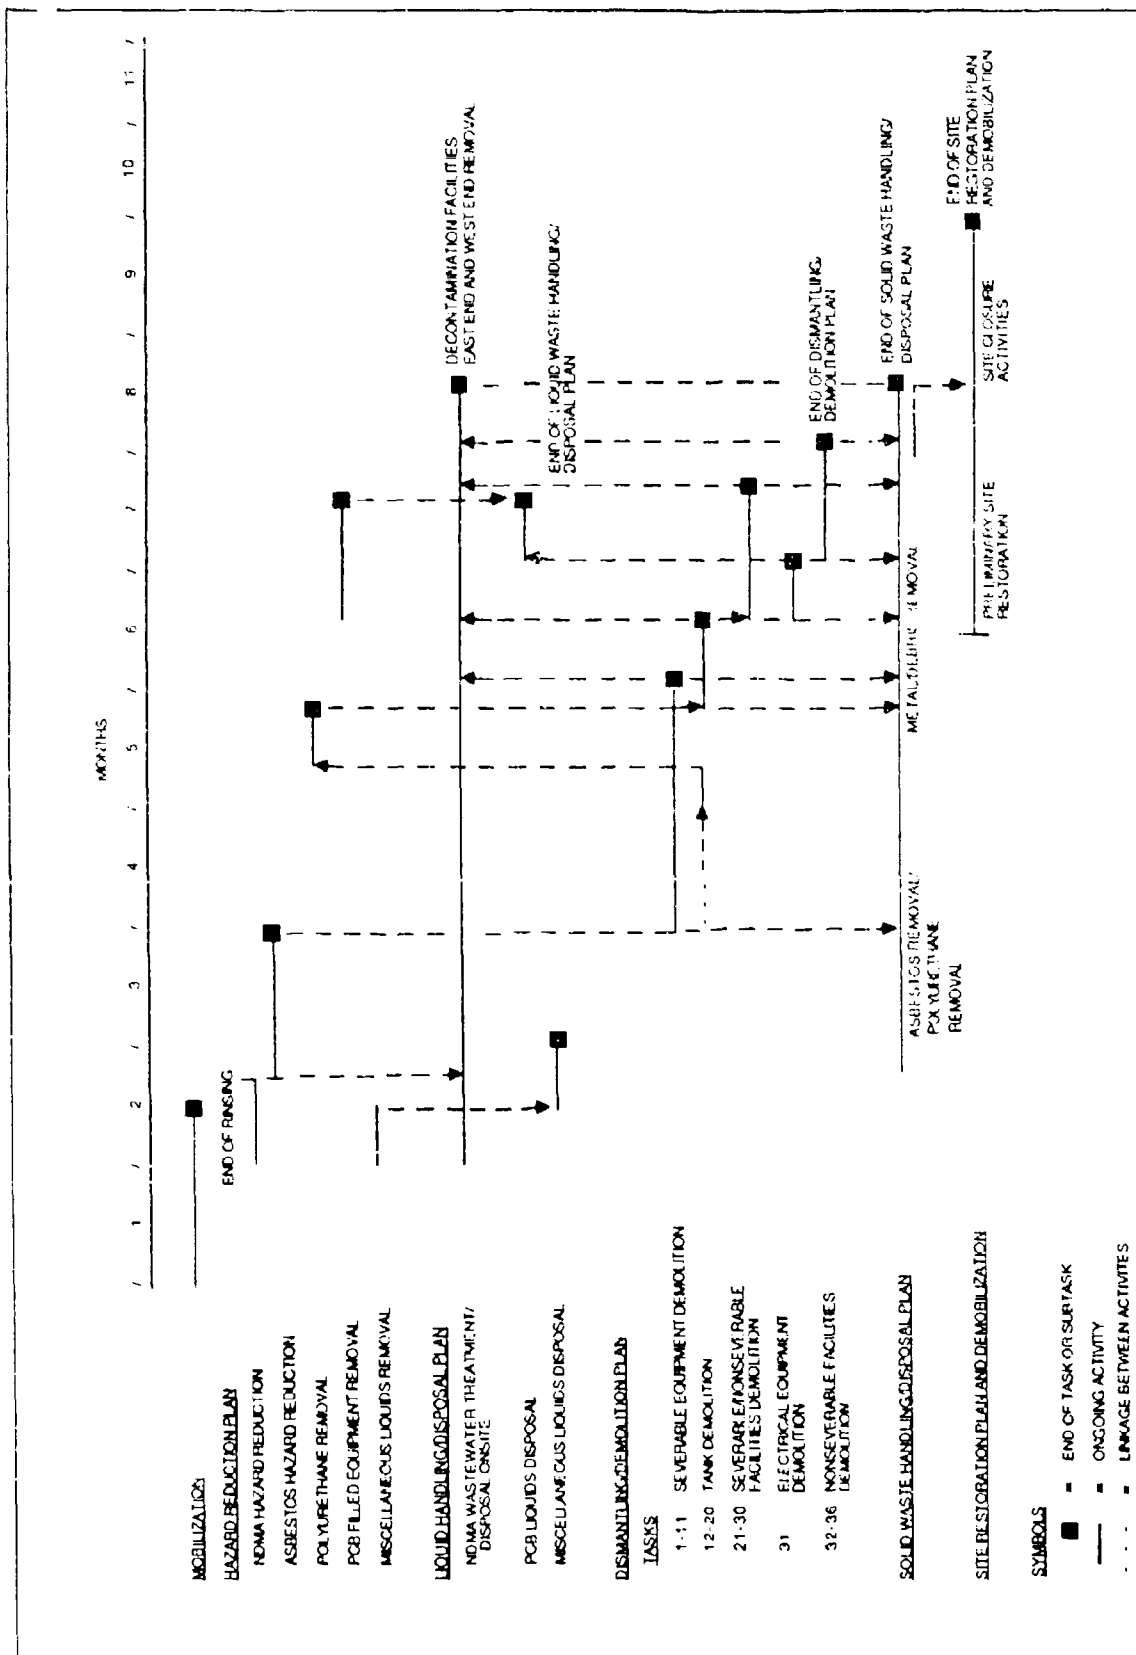 MONTHS
/ 1 / 2 / 3 / 4 / 5 / 6 / 7 / 8 / 9 / 10 / 11 /
MOBILIZATION
HAZARD REDUCTION PLAN
END OF RINSING
NDMA HAZARD REDUCTION
ASBESTOS HAZARD REDUCTION
POLYURETHANE REMOVAL
PCB FILLED EQUIPMENT REMOVAL
MISCELLANEOUS LIQUIDS REMOVAL
LIQUID HANDLING/DISPOSAL PLAN
DECONTAMINATION FACILITIES
EAST END AND WEST END REMOVAL
NDMA WASTEWATER TREATMENT/
DISPOSAL ONSITE
END OF LIQUID WASTE HANDLING/
DISPOSAL PLAN
PCB LIQUIDS DISPOSAL
MISCELLANEOUS LIQUIDS DISPOSAL
DISMANTLING/DEMOLITION PLAN
TASKS
1-11 SEVERABLE EQUIPMENT DEMOLITION
12-20 TANK DEMOLITION
21-30 SEVERABLE/NONSEVERABLE
FACILITIES DEMOLITION
31 ELECTRICAL EQUIPMENT
DEMOLITION
END OF DISMANTLING/
DEMOLITION PLAN
32-36 NONSEVERABLE FACILITIES
DEMOLITION
END OF SOLID WASTE HANDLING/
DISPOSAL PLAN
SOLID WASTE HANDLING/DISPOSAL PLAN
ASBESTOS REMOVAL/
POLYURETHANE
REMOVAL
METAL/DEBRIS REMOVAL
END OF SITE
RESTORATION PLAN
AND DEMOBILIZATION
SITE RESTORATION PLAN AND DEMOBILIZATION
PRELIMINARY SITE
RESTORATION
SITE CLOSURE
ACTIVITIES
SYMBOLS
■ = END OF TASK OR SUBTASK
— = ONGOING ACTIVITY
- - - = LINKAGE BETWEEN ACTIVITES